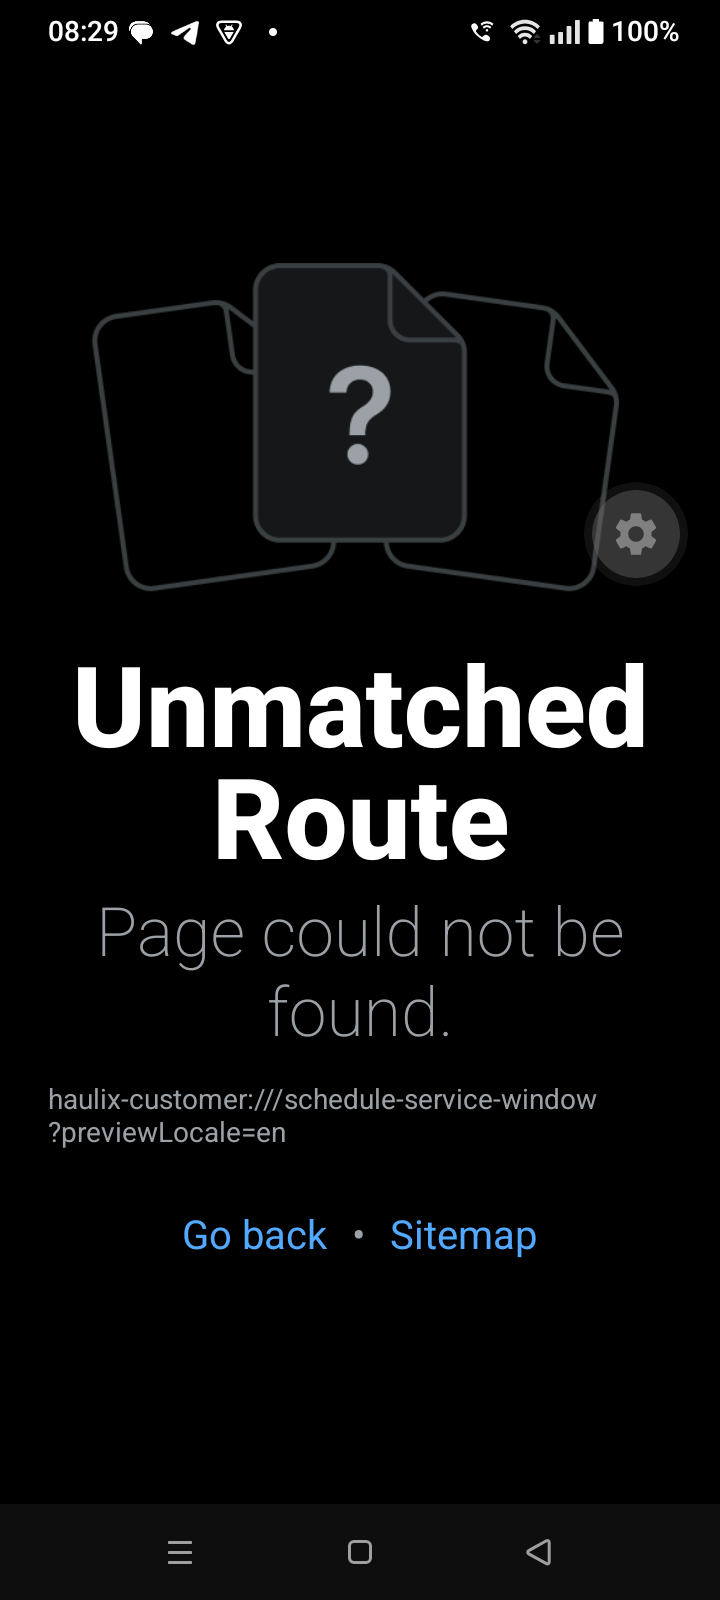 08:29 100%
?
Unmatched
Route
Page could not be
found.
haulix-customer:///schedule-service-window
?previewLocale=en
Go back • Sitemap